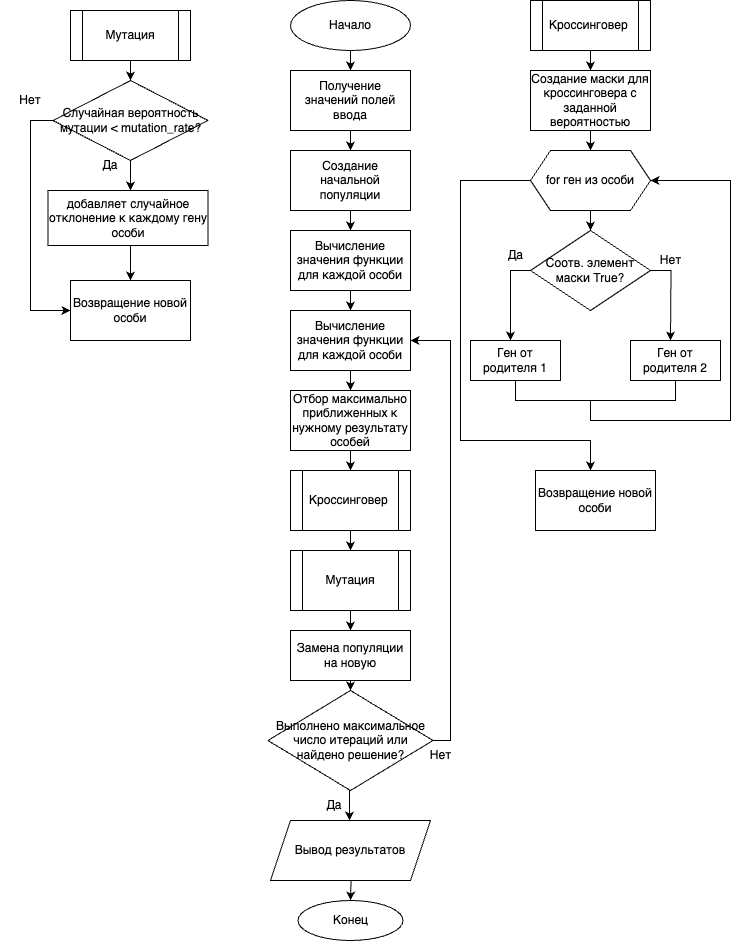 Мутация
Нет
Случайная вероятность
мутации < mutation_rate?
Да
добавляет случайное
отклонение к каждому гену
особи
Возвращение новой
особи
Начало
Получение
значений полей
ввода
Создание
начальной
популяции
Вычисление
значения функции
для каждой особи
Вычисление
значения функции
для каждой особи
Отбор максимально
приближенных к
нужному результату
особей
Кроссинговер
Мутация
Замена популяции
на новую
Выполнено максимальное
число итераций или
найдено решение?
Нет
Да
Вывод результатов
Конец
Кроссинговер
Создание маски для
кроссинговера с
заданной
вероятностью
for ген из особи
Да
Соотв. элемент
маски True?
Нет
Ген от
родителя 1
Ген от
родителя 2
Возвращение новой
особи